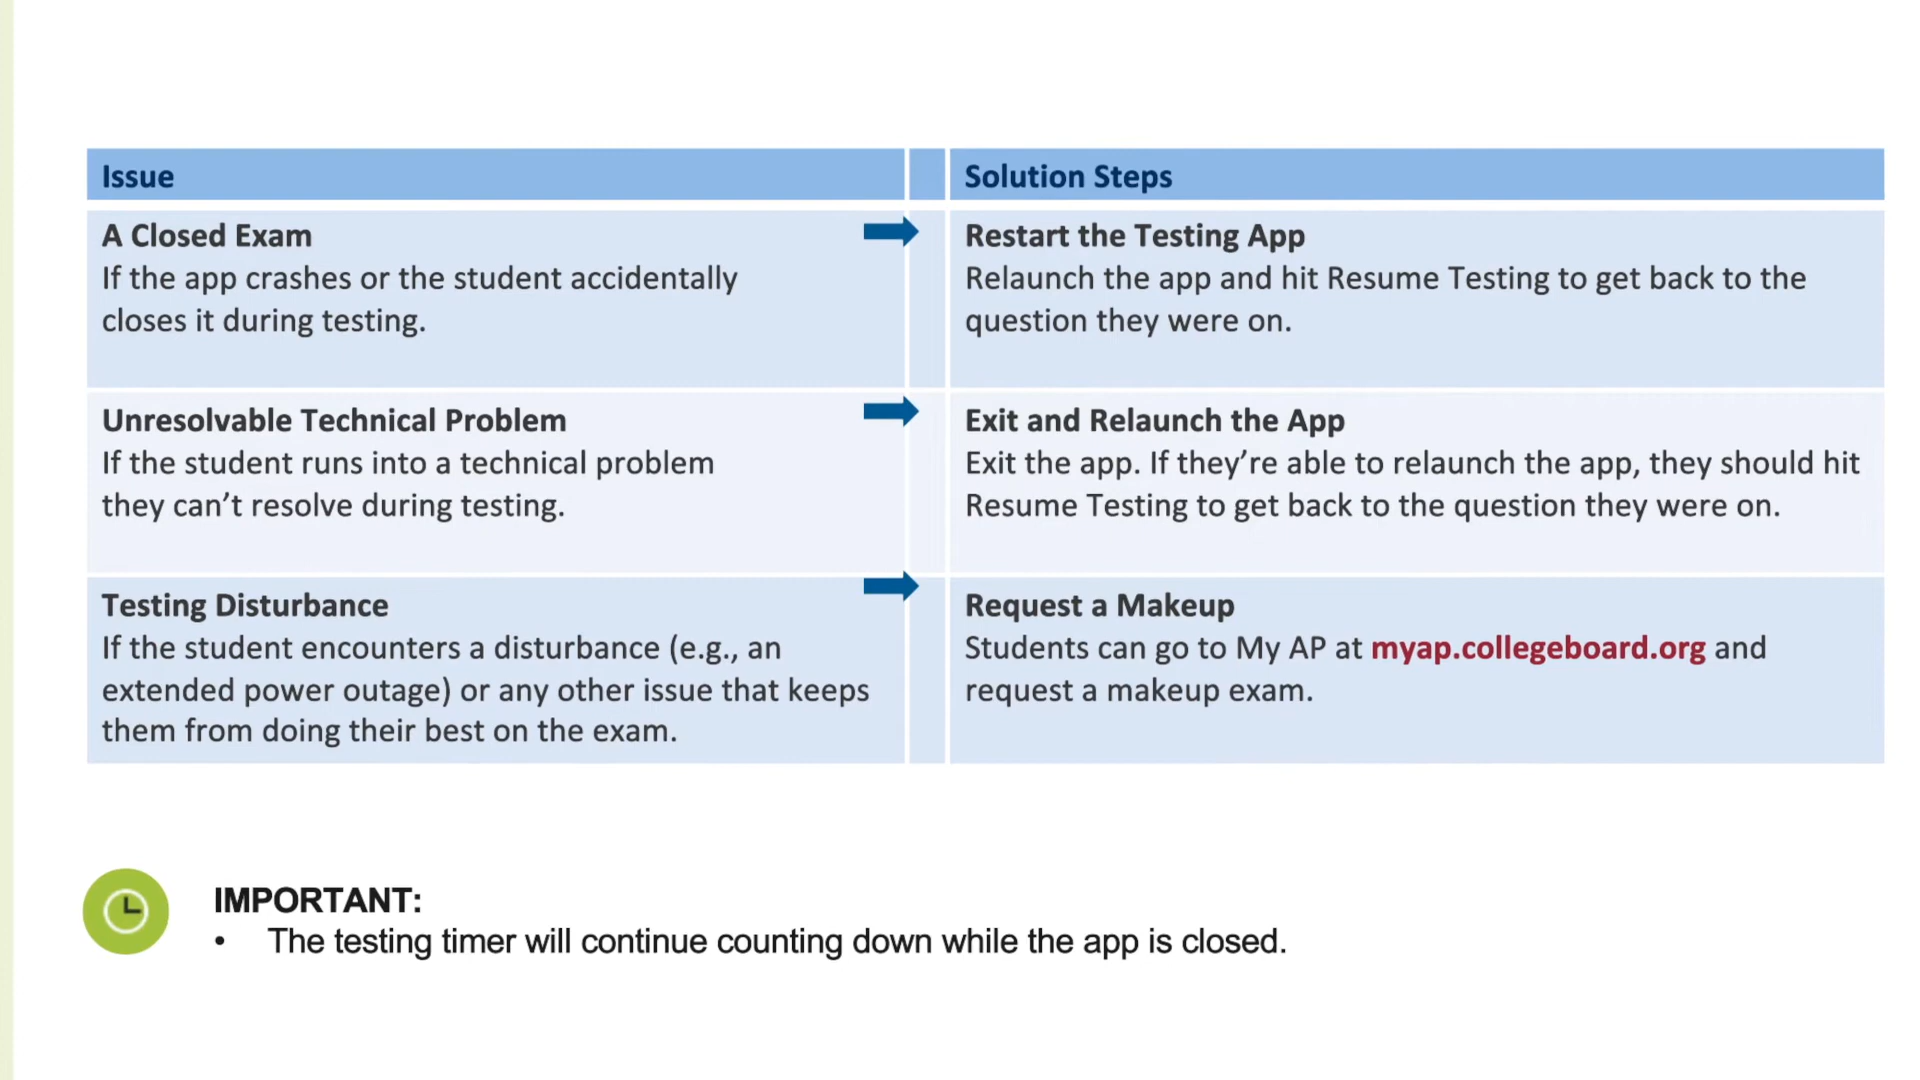 Issue
Solution Steps
A Closed Exam
If the app crashes or the student accidentally
closes it during testing.
Restart the Testing App
Relaunch the app and hit Resume Testing to get back to the
question they were on.
Unresolvable Technical Problem
If the student runs into a technical problem
they can’t resolve during testing.
Exit and Relaunch the App
Exit the app. If they’re able to relaunch the app, they should hit
Resume Testing to get back to the question they were on.
Testing Disturbance
If the student encounters a disturbance (e.g., an
extended power outage) or any other issue that keeps
them from doing their best on the exam.
Request a Makeup
Students can go to My AP at myap.collegeboard.org and
request a makeup exam.
IMPORTANT:
• The testing timer will continue counting down while the app is closed.